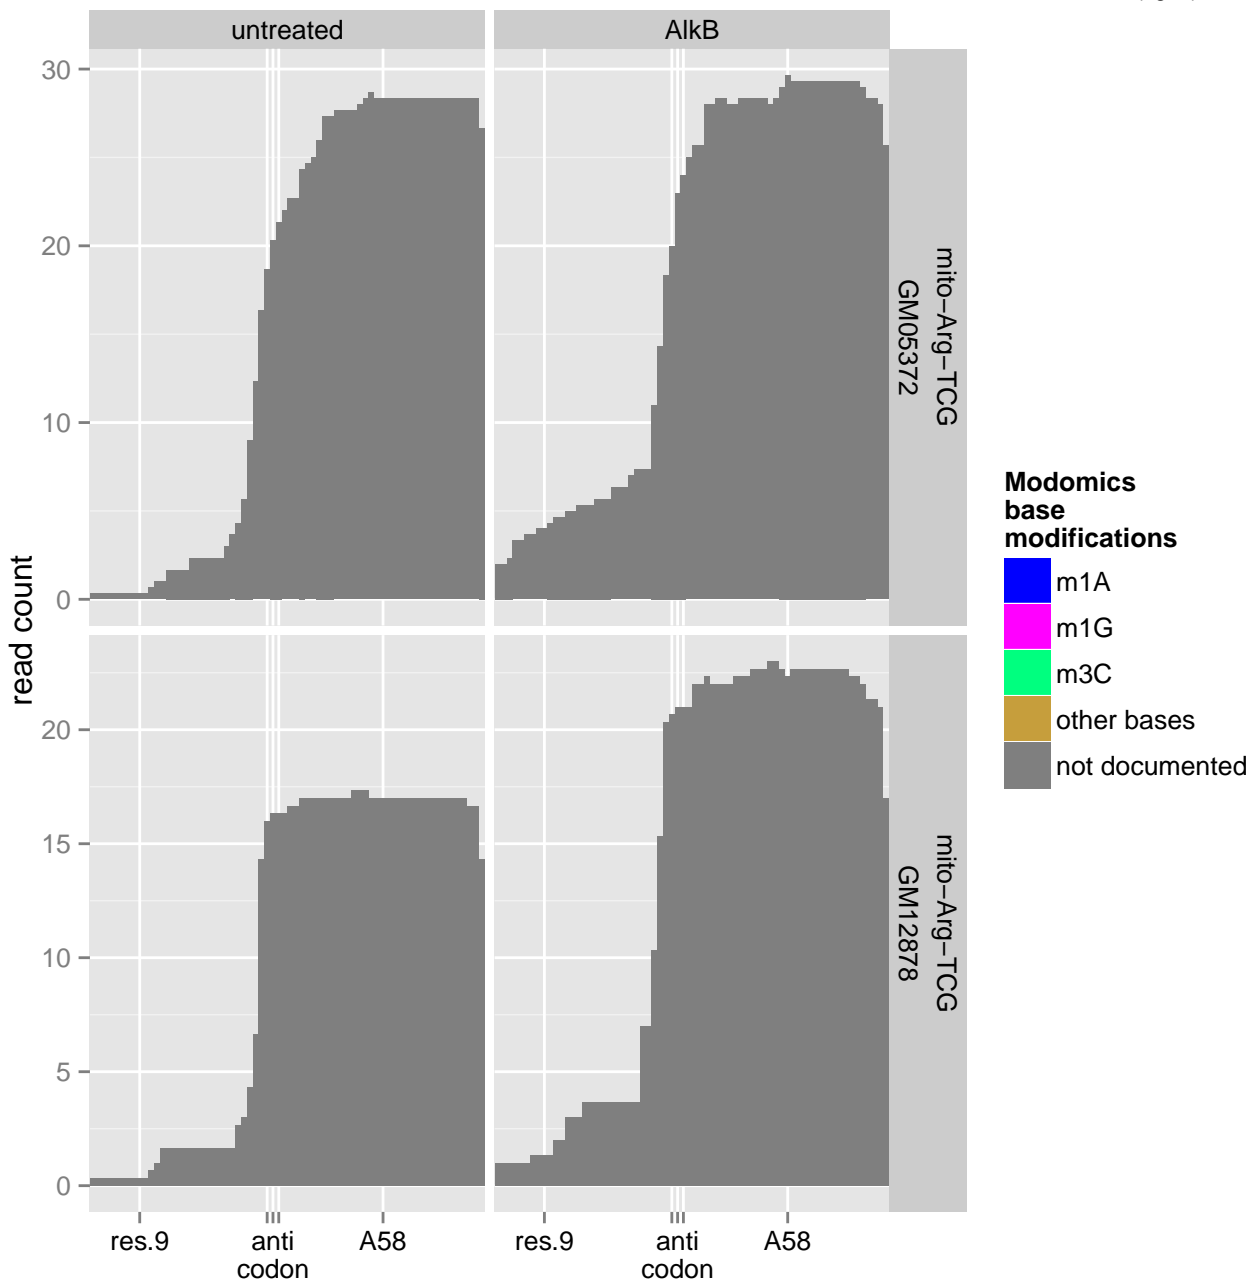 untreated
AlkB
30
20
10
0
mito−Arg−TCG
GM05372
read count
20
15
10
5
0
mito−Arg−TCG
GM12878
res.9
anti
codon
A58
res.9
anti
codon
A58
Modomics
base
modifications
m1A
m1G
m3C
other bases
not documented